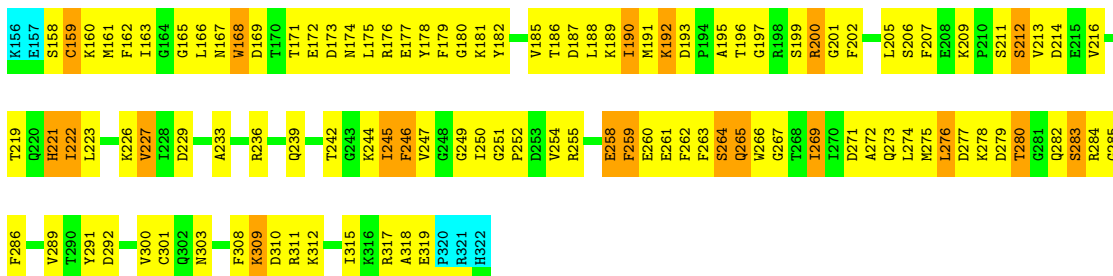 K156 E157 S158 C159 K160 M161 F162 I163 G164 G165 L166 N167 W168 D169 T170 T171 E172 D173 N174 L175 R176 E177 Y178 F179 G180 K181 Y182 V185 T186 D187 L188 K189 I190 M191 K192 D193 P194 A195 T196 G197 R198 S199 R200 G201 F202 L205 S206 F207 E208 K209 P210 S211 S212 V213 D214 E215 V216
T219 Q220 H221 I222 L223 K226 V227 I228 D229 A233 R236 Q239 T242 G243 K244 I245 F246 V247 G248 G249 I250 G251 P252 D253 V254 R255 E258 F259 E260 E261 F262 F263 S264 Q265 W266 G267 T268 I269 I270 D271 A272 Q273 L274 M275 L276 D277 K278 D279 T280 G281 Q282 S283 R284 G285
F286 V289 T290 Y291 D292 V300 C301 Q302 N303 F308 K309 D310 R311 K312 I315 K316 R317 A318 E319 P320 R321 H322